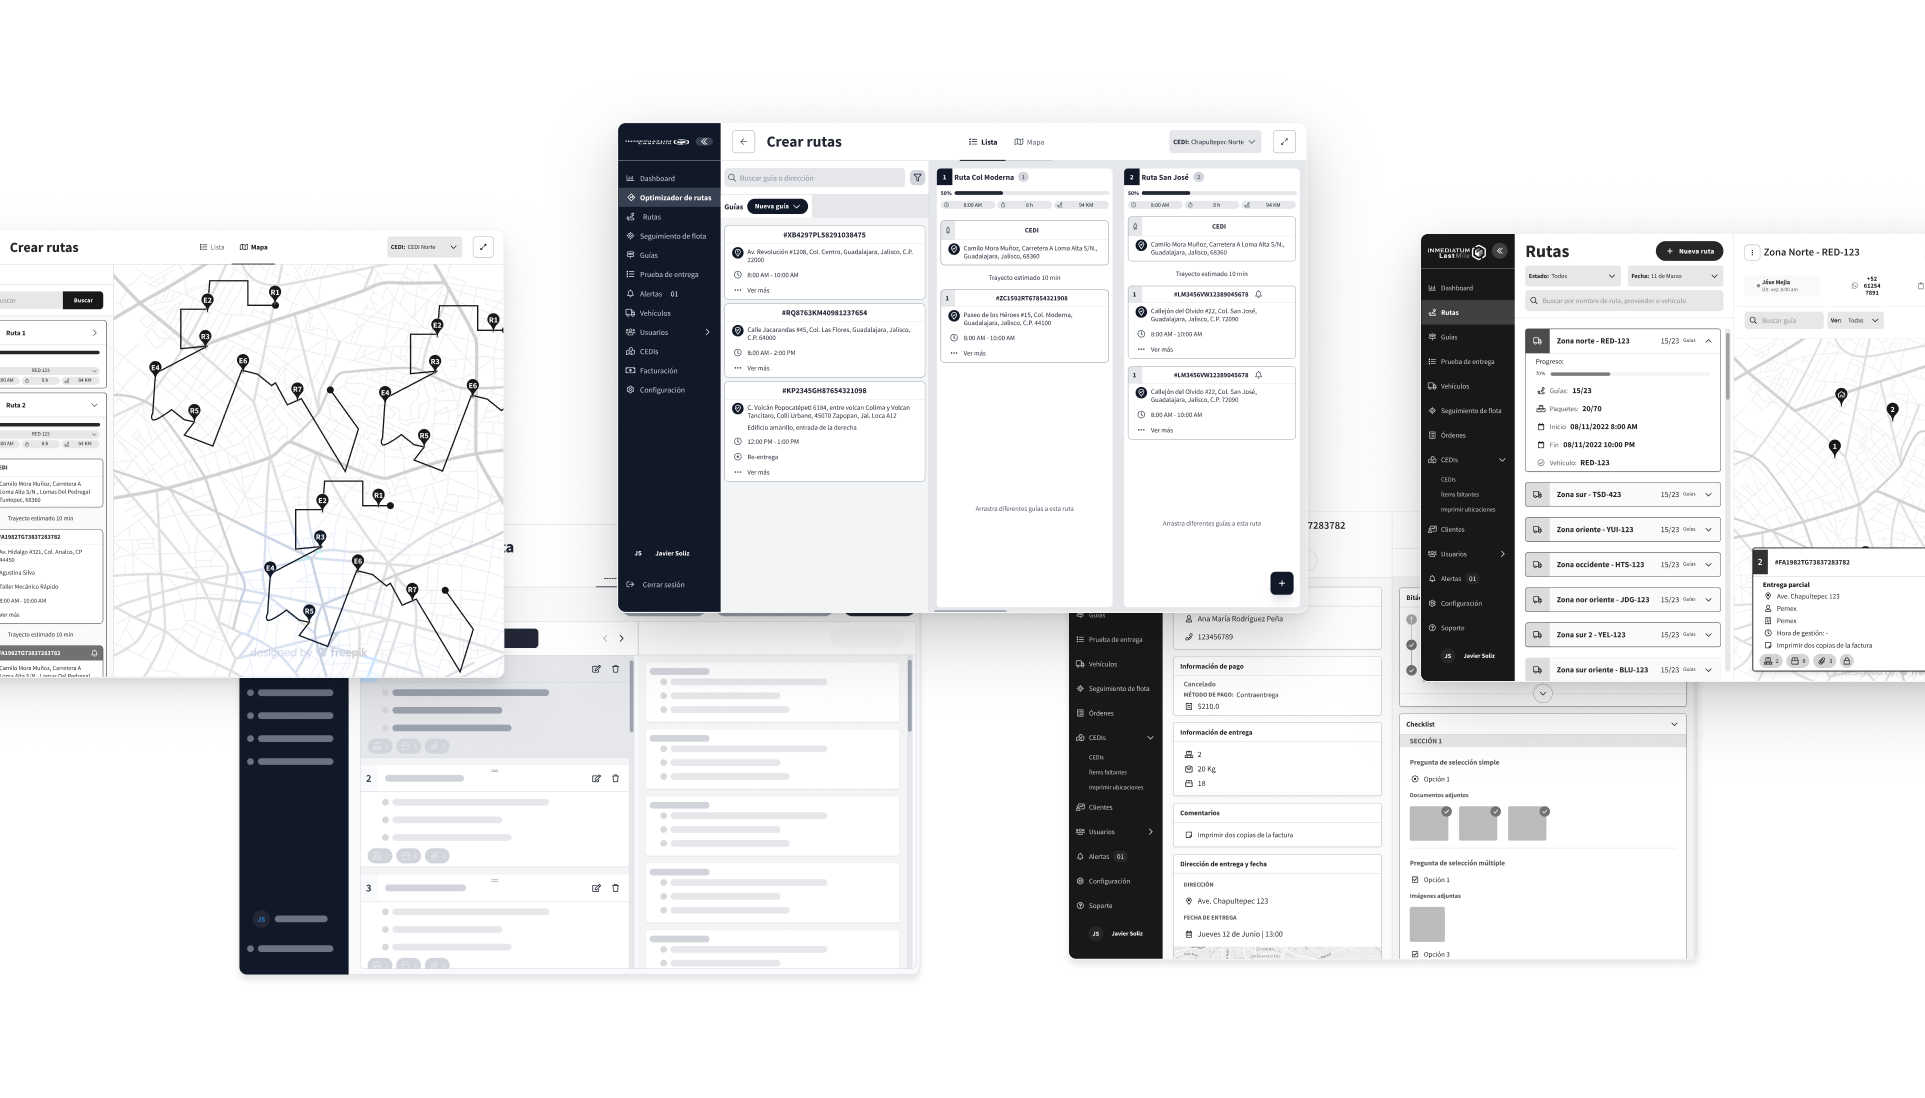 Crear rutas
Lista
Mapa
CEDI: CEDI Norte
Buscar
Ruta 1
RED 123
8 h
94 KM
Ruta 2
RED 123
8 h
94 KM
Camilo Mora Muñoz, Carretera A
Loma Alta S/N., Lomas Del Pedregal
Tuxtepec, 68360
Trayecto estimado 10 min
#FA1982TG73837283782
Av. Hidalgo #321, Col. Analco, CP
44450
Agustina Silva
Taller Mecánico Rápido
8:00 AM - 10:00 AM
Ver más
Trayecto estimado 10 min
#FA1982TG73837283782
Camilo Mora Muñoz, Carretera A
Loma Alta S/N., Lomas Del Pedregal
E2
R1
R3
E4
E6
R7
R5
E2
R1
R3
E4
E6
R5
E2
R1
R3
E4
E6
R7
R5
designed by freepik
Crear rutas
Lista
Mapa
CEDI: Chapultepec Norte
Dashboard
Optimizador de rutas
Rutas
Seguimiento de flota
Guías
Prueba de entrega
Alertas 01
Vehículos
Usuarios
CEDIs
Facturación
Configuración
JS Javier Soliz
Cerrar sesión
Buscar guía o dirección
Guías
Nueva guía
#XB4297PLS8291038475
Av. Revolución #1208, Col. Centro, Guadalajara, Jalisco, C.P.
22000
8:00 AM - 10:00 AM
Ver más
#RQ8763KM40981237654
Calle Jacarandas #45, Col. Las Flores, Guadalajara, Jalisco,
C.P. 64000
8:00 AM - 2:00 PM
Ver más
#KP2345GH87654321098
C. Volcán Popocatépetl 6184, entre volcan Colima y Volcan
Tancítaro, Colli Urbano, 45070 Zapopan, Jal. Loca A12
Edificio amarillo, entrada de la derecha
12:00 PM - 1:00 PM
Re-entrega
Ver más
1 Ruta Col Moderna 1
50%
8:00 AM
8 h
94 KM
CEDI
Camilo Mora Muñoz, Carretera A Loma Alta S/N.,
Guadalajara, Jalisco, 68360
Trayecto estimado 10 min
1 #ZC1592RT67854321908
Paseo de los Héroes #15, Col. Moderna,
Guadalajara, Jalisco, C.P. 44100
8:00 AM - 10:00 AM
Ver más
Arrastra diferentes guías a esta ruta
2 Ruta San José 2
50%
8:00 AM
8 h
94 KM
CEDI
Camilo Mora Muñoz, Carretera A Loma Alta S/N.,
Guadalajara, Jalisco, 68360
Trayecto estimado 10 min
1 #LM3456VW12389045678
Callejón del Olvido #22, Col. San José,
Guadalajara, Jalisco, C.P. 72090
8:00 AM - 10:00 AM
Ver más
1 #LM3456VW12389045678
Callejón del Olvido #22, Col. San José,
Guadalajara, Jalisco, C.P. 72090
8:00 AM - 10:00 AM
Ver más
Arrastra diferentes guías a esta ruta
INMEDIATUM
LastMile
Dashboard
Rutas
Guías
Prueba de entrega
Vehículos
Seguimiento de flota
Órdenes
CEDIs
CEDIs
Ítems faltantes
Imprimir ubicaciones
Clientes
Usuarios
Alertas 01
Configuración
Soporte
JS Javier Soliz
Rutas
+ Nueva ruta
Estado: Todos
Fecha: 11 de Marzo
Buscar por nombre de ruta, proveedor o vehículo
Zona norte - RED-123 15/23 Guías
Progreso:
70%
Guías: 15/23
Paquetes: 20/70
Inicio 08/11/2022 8:00 AM
Fin 08/11/2022 10:00 PM
Vehículo: RED-123
Zona sur - TSD-423 15/23 Guías
Zona oriente - YUI-123 15/23 Guías
Zona occidente - HTS-123 15/23 Guías
Zona nor oriente - JDG-123 15/23 Guías
Zona sur 2 - YEL-123 15/23 Guías
Zona sur oriente - BLU-123 15/23 Guías
Zona Norte - RED-123
Jóse Mejía
Últ. vez. 8:40 am
+52
61254
7891
Buscar guía
Ver: Todas
2
1
2 #FA1982TG73837283782
Entrega parcial
Ave. Chapultepec 123
Pemex
Pemex
Hora de gestión: -
Imprimir dos copias de la factura
2
8
3
ta
JS
2
3
7283782
Guías
Prueba de entrega
Vehículos
Seguimiento de flota
Órdenes
CEDIs
CEDIs
Ítems faltantes
Imprimir ubicaciones
Clientes
Usuarios
Alertas 01
Configuración
Soporte
JS Javier Soliz
Ana María Rodríguez Peña
123456789
Información de pago
Cancelado
MÉTODO DE PAGO: Contraentrega
$210.0
Información de entrega
2
20 Kg
18
Comentarios
Imprimir dos copias de la factura
Dirección de entrega y fecha
DIRECCIÓN
Ave. Chapultepec 123
FECHA DE ENTREGA
Jueves 12 de Junio | 13:00
Checklist
SECCIÓN 1
Pregunta de selección simple
Opción 1
Documentos adjuntos
Pregunta de selección múltiple
Opción 1
Imágenes adjuntas
Opción 3